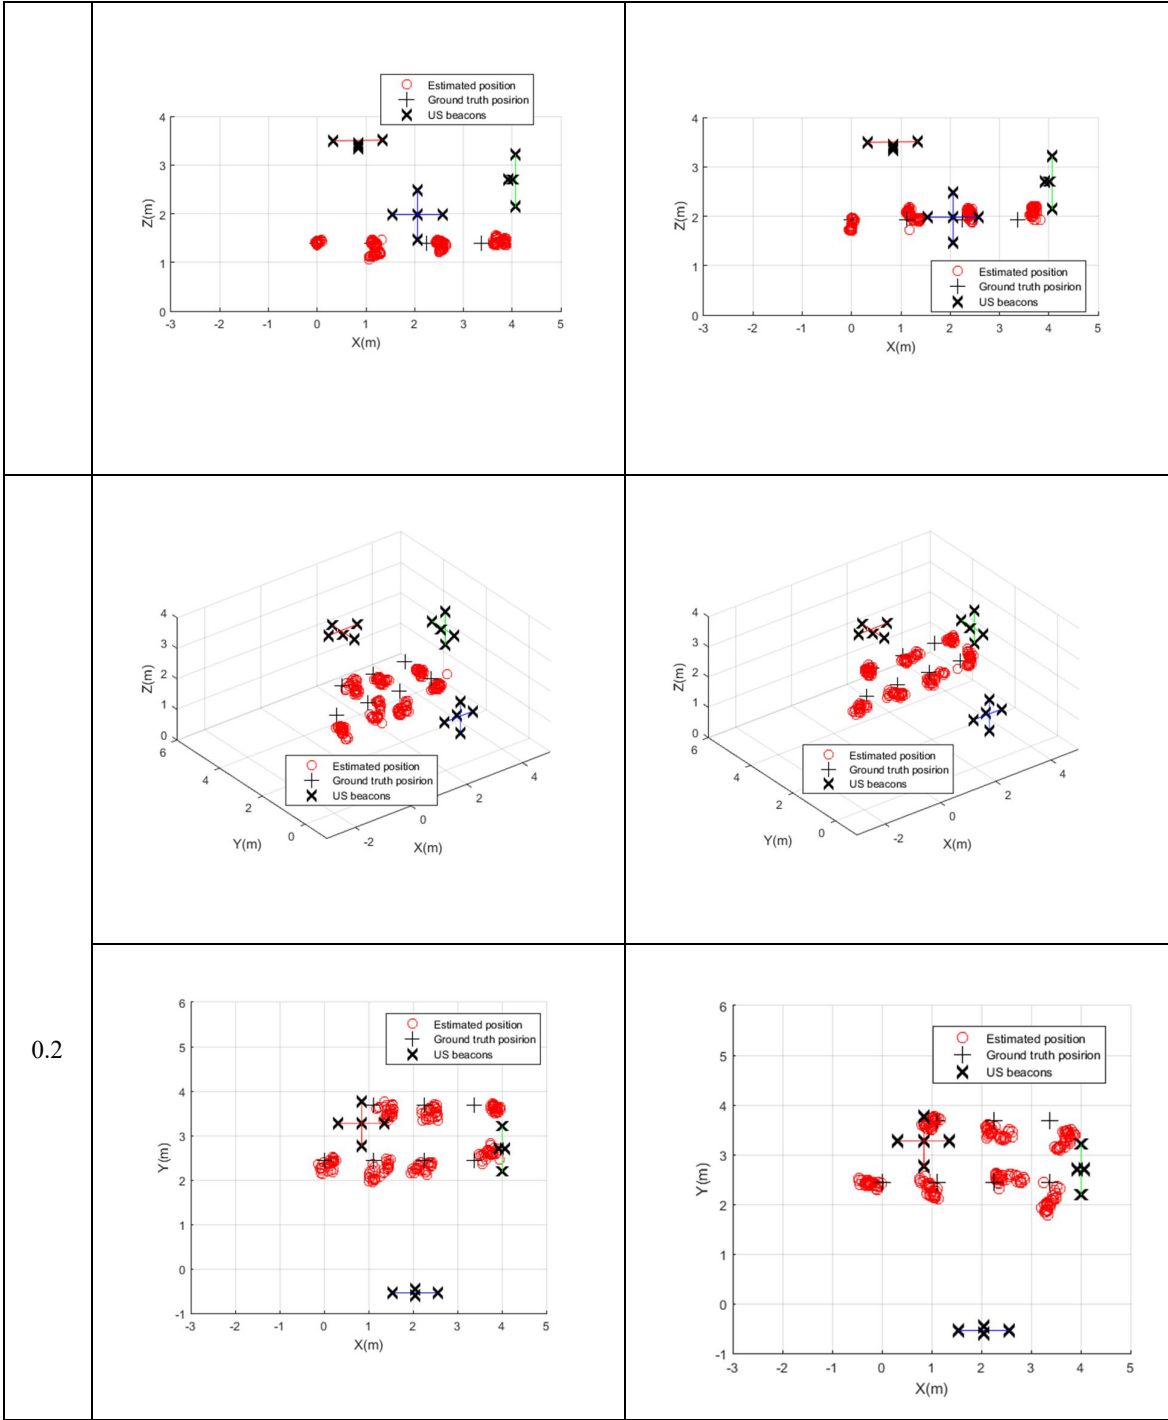 Estimated position
Ground truth posirion
US beacons
4
3
2
1
0
Z(m)
-3 -2 -1 0 1 2 3 4 5
X(m)
4
3
2
1
0
Z(m)
Estimated position
Ground truth posirion
US beacons
-3 -2 -1 0 1 2 3 4 5
X(m)
4
3
2
1
0
Z(m)
6
4
2
0
Y(m)
Estimated position
Ground truth posirion
US beacons
-2
0
2
4
X(m)
4
3
2
1
0
Z(m)
6
4
2
0
Y(m)
Estimated position
Ground truth posirion
US beacons
-2
0
2
4
X(m)
0.2
6
5
4
3
2
1
0
-1
Y(m)
Estimated position
Ground truth posirion
US beacons
-3 -2 -1 0 1 2 3 4 5
X(m)
6
5
4
3
2
1
0
-1
Y(m)
Estimated position
Ground truth posirion
US beacons
-3 -2 -1 0 1 2 3 4 5
X(m)